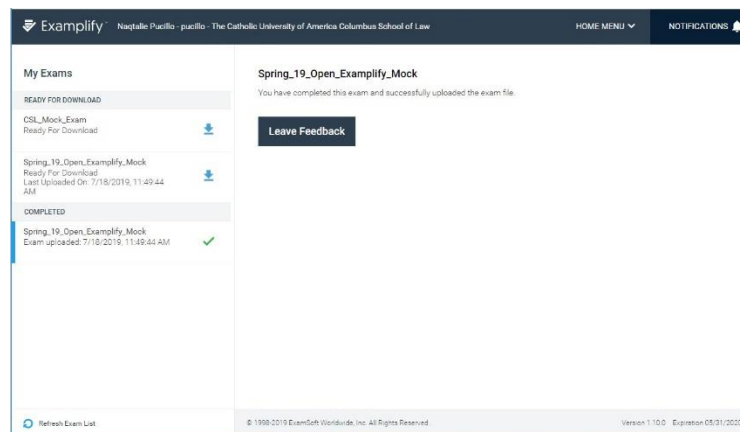 Examplify
Naqtalie Pucillo - pucillo - The Catholic University of America Columbus School of Law
HOME MENU
NOTIFICATIONS
My Exams
READY FOR DOWNLOAD
CSL_Mock_Exam
Ready For Download
Spring_19_Open_Examplify_Mock
Ready For Download
Last Uploaded On: 7/18/2019, 11:49:44
AM
COMPLETED
Spring_19_Open_Examplify_Mock
Exam uploaded: 7/18/2019, 11:49:44 AM
Refresh Exam List
Spring_19_Open_Examplify_Mock
You have completed this exam and successfully uploaded the exam file.
Leave Feedback
© 1998-2019 ExamSoft Worldwide, Inc. All Rights Reserved.
Version 1.10.0 Expiration 05/31/2020